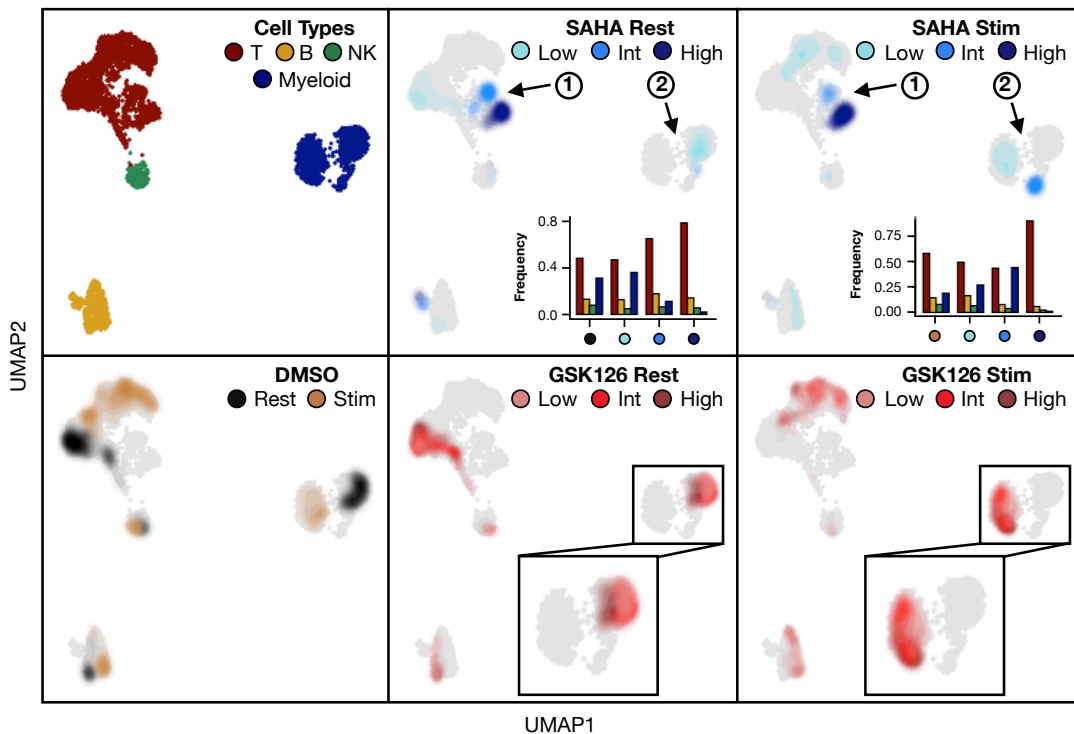 Cell Types
T B NK
Myeloid
SAHA Rest
Low Int High
1
2
0.8
0.4
0.0
Frequency
SAHA Stim
Low Int High
1
2
0.75
0.50
0.25
0.00
Frequency
DMSO
Rest Stim
GSK126 Rest
Low Int High
GSK126 Stim
Low Int High
UMAP2
UMAP1